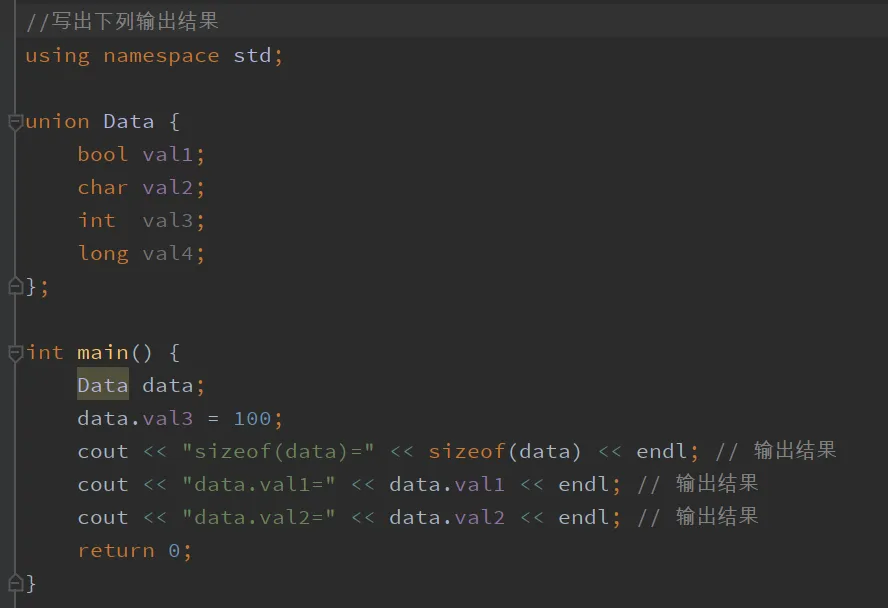 //写出下列输出结果
using namespace std;
union Data {
    bool val1;
    char val2;
    int  val3;
    long val4;
};
int main() {
    Data data;
    data.val3 = 100;
    cout << "sizeof(data)=" << sizeof(data) << endl; // 输出结果
    cout << "data.val1=" << data.val1 << endl; // 输出结果
    cout << "data.val2=" << data.val2 << endl; // 输出结果
    return 0;
}